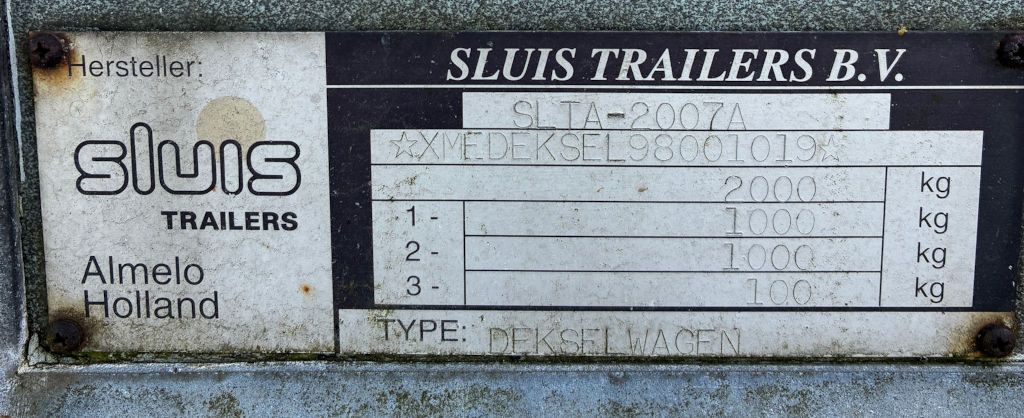 Hersteller:
sluis
TRAILERS
Almelo
Holland
SLUIS TRAILERS B.V.
SLTA-2007A
☆XMEDEKSEL98001019☆
2000 kg
1 - 1000 kg
2 - 1000 kg
3 - 100 kg
TYPE: DEKSELWAGEN